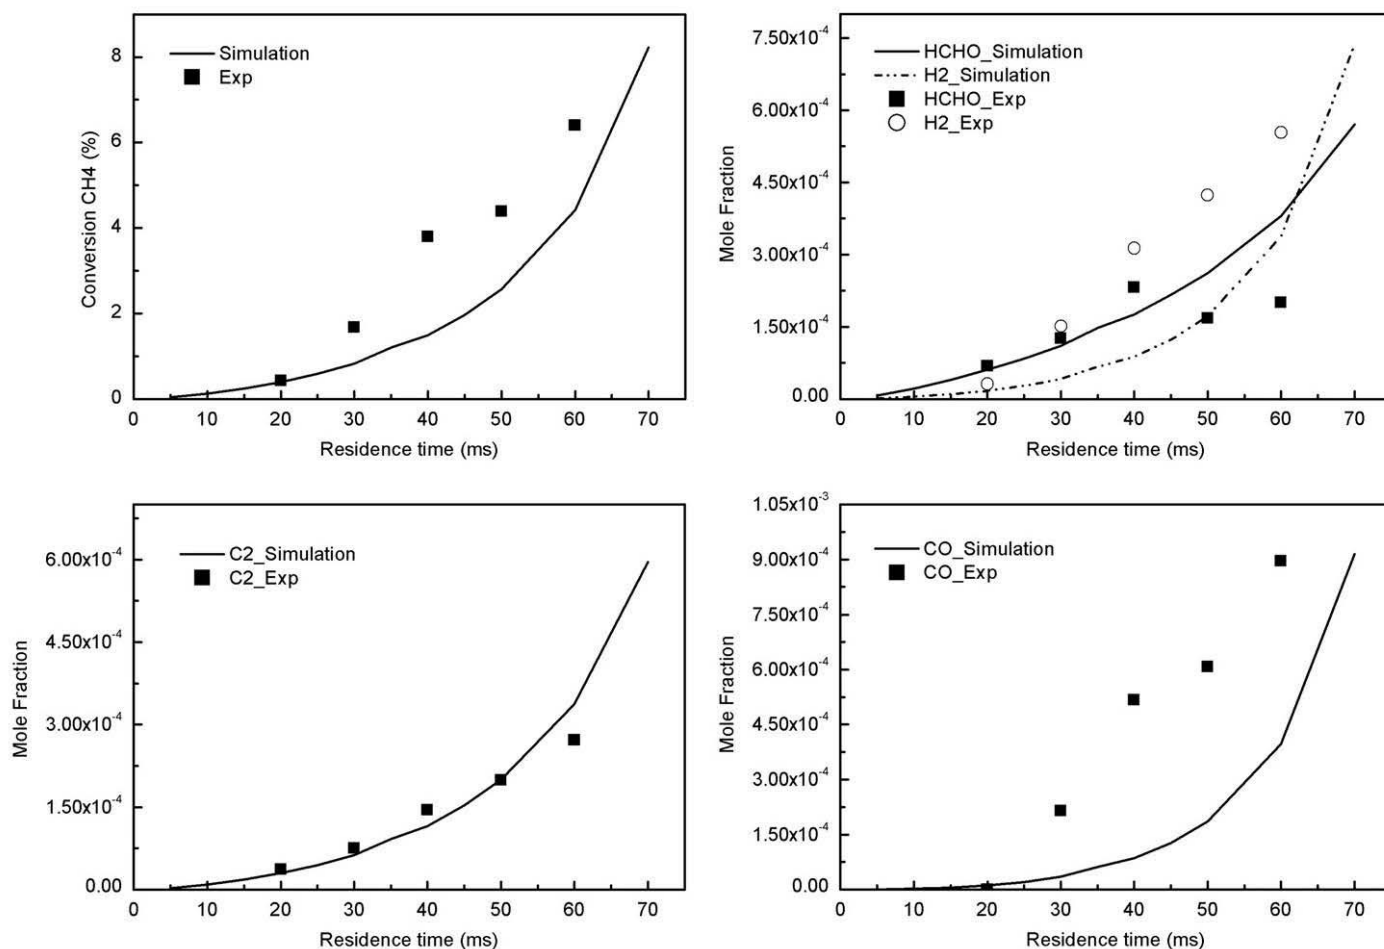 8
6
4
2
0
Conversion CH4 (%)
Simulation
Exp
0 10 20 30 40 50 60 70
Residence time (ms)
7.50x10⁻⁴
6.00x10⁻⁴
4.50x10⁻⁴
3.00x10⁻⁴
1.50x10⁻⁴
0.00
Mole Fraction
HCHO_Simulation
H2_Simulation
HCHO_Exp
H2_Exp
0 10 20 30 40 50 60 70
Residence time (ms)
6.00x10⁻⁴
4.50x10⁻⁴
3.00x10⁻⁴
1.50x10⁻⁴
0.00
Mole Fraction
C2_Simulation
C2_Exp
0 10 20 30 40 50 60 70
Residence time (ms)
1.05x10⁻³
9.00x10⁻⁴
7.50x10⁻⁴
6.00x10⁻⁴
4.50x10⁻⁴
3.00x10⁻⁴
1.50x10⁻⁴
0.00
Mole Fraction
CO_Simulation
CO_Exp
0 10 20 30 40 50 60 70
Residence time (ms)